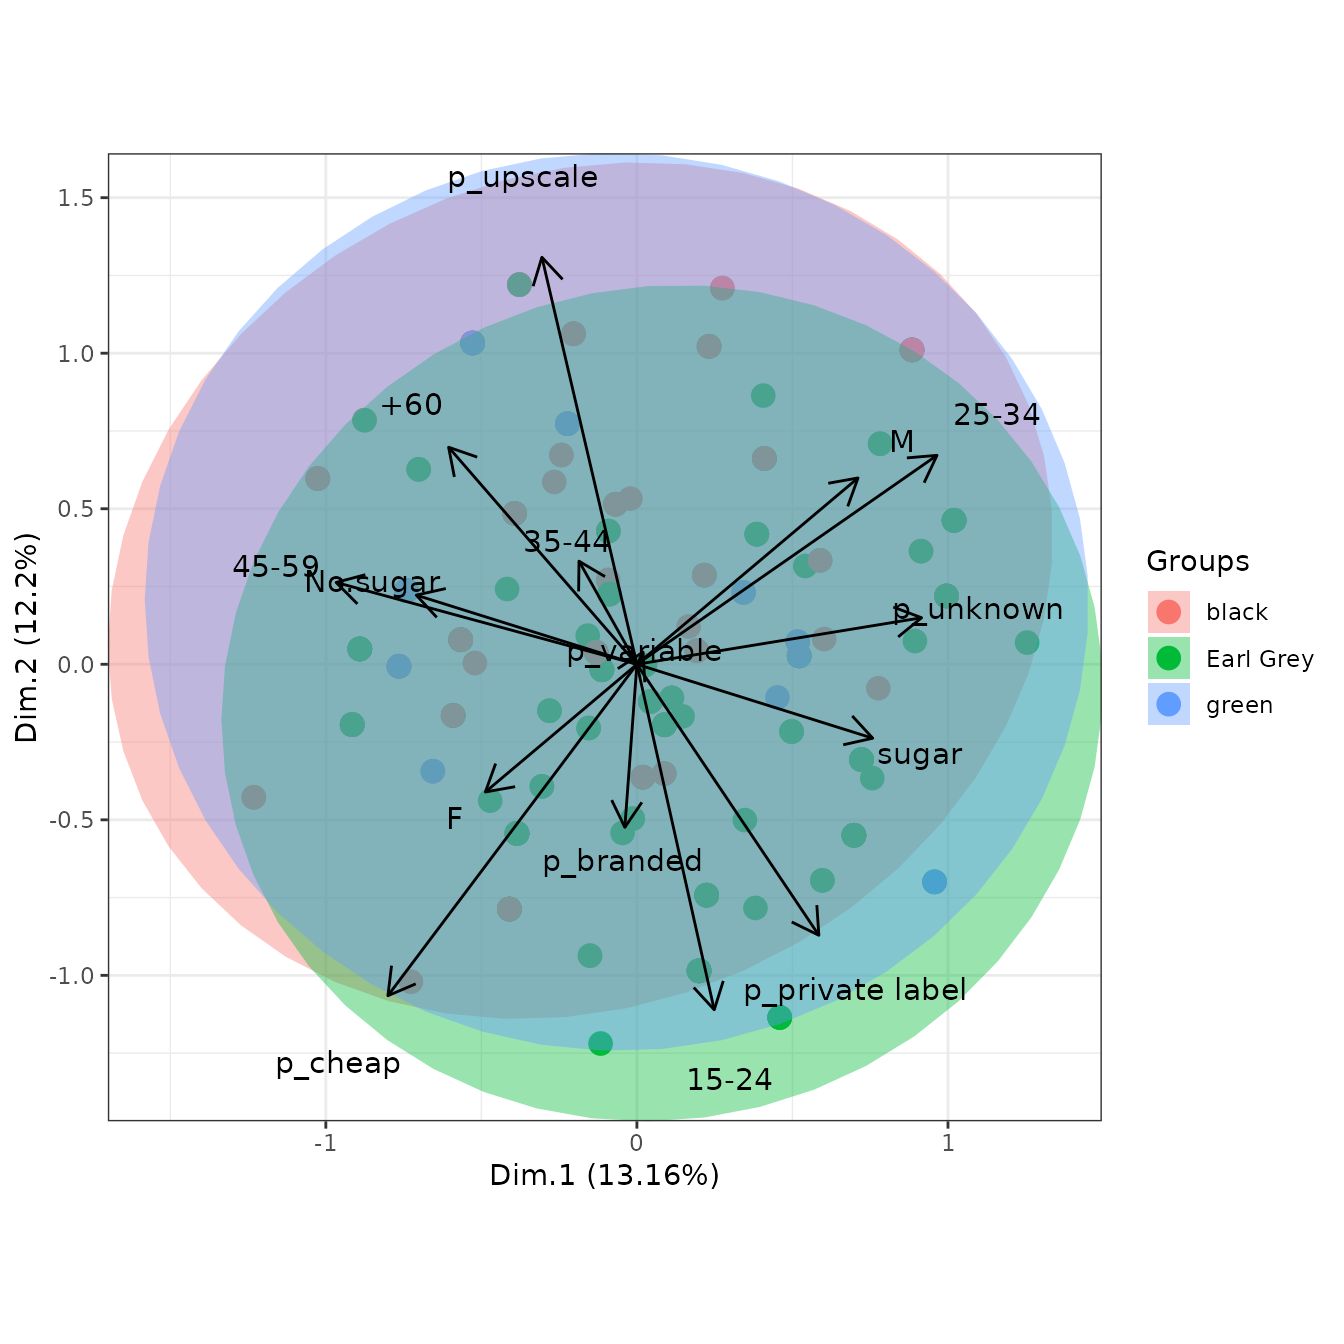 p_upscale
1.5
1.0
+60
25-34
M
0.5
35-44
45-59
No.sugar
p_unknown
p_variable
0.0
Dim.2 (12.2%)
sugar
F
-0.5
p_branded
-1.0
p_private label
p_cheap
15-24
-1
0
1
Dim.1 (13.16%)
Groups
black
Earl Grey
green